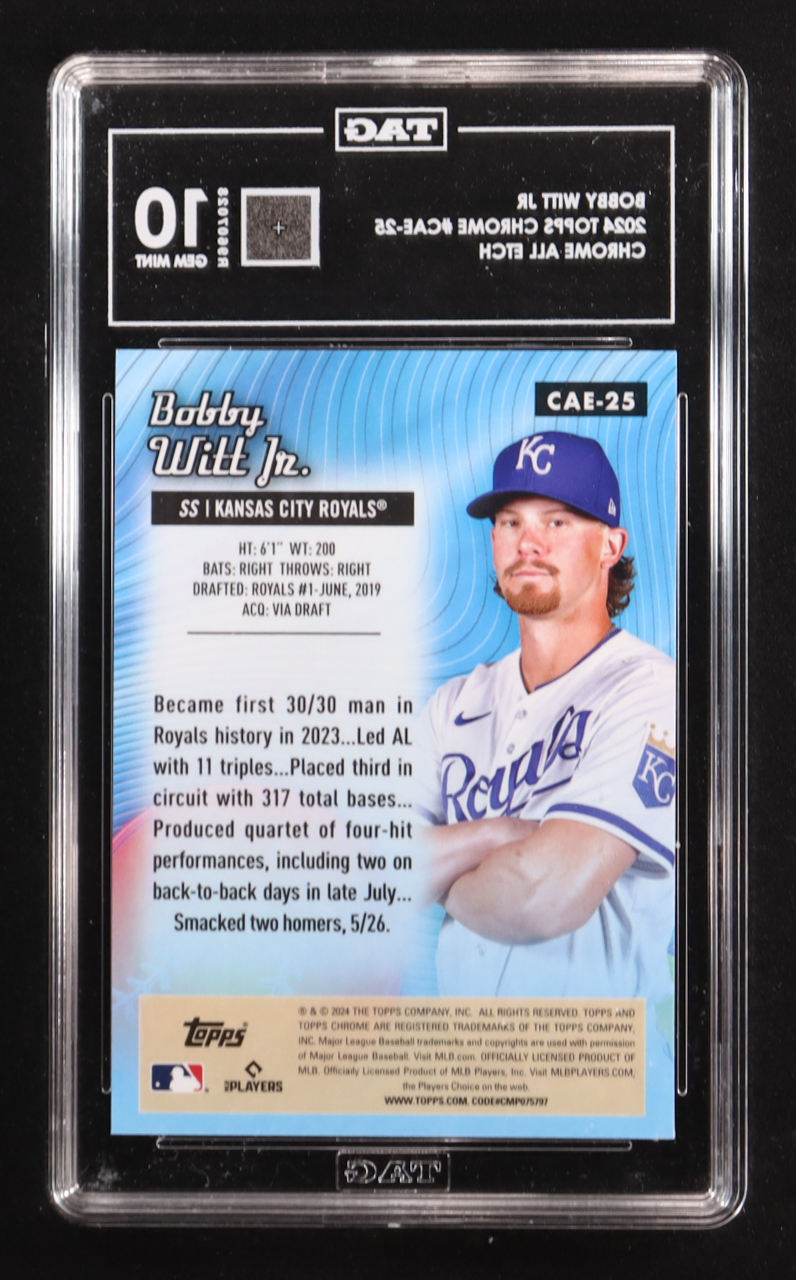 TAG
BOBBY WITT JR
2024 TOPPS CHROME #CAE-25
CHROME ALL ETCH
10
GEM MINT
R9607028
Bobby
Witt Jr.
CAE-25
KC
SS | KANSAS CITY ROYALS®
HT: 6'1" WT: 200
BATS: RIGHT THROWS: RIGHT
DRAFTED: ROYALS #1-JUNE, 2019
ACQ: VIA DRAFT
Royals
KC
Became first 30/30 man in
Royals history in 2023...Led AL
with 11 triples...Placed third in
circuit with 317 total bases...
Produced quartet of four-hit
performances, including two on
back-to-back days in late July...
Smacked two homers, 5/26.
topps
MLB PLAYERS
® & © 2024 THE TOPPS COMPANY, INC. ALL RIGHTS RESERVED. TOPPS AND
TOPPS CHROME ARE REGISTERED TRADEMARKS OF THE TOPPS COMPANY,
INC. Major League Baseball trademarks and copyrights are used with permission
of Major League Baseball. Visit MLB.com. OFFICIALLY LICENSED PRODUCT OF
MLB. Officially Licensed Product of MLB Players, Inc. Visit MLBPLAYERS.COM,
the Players Choice on the web.
WWW.TOPPS.COM. CODE#CMP075797
TAG